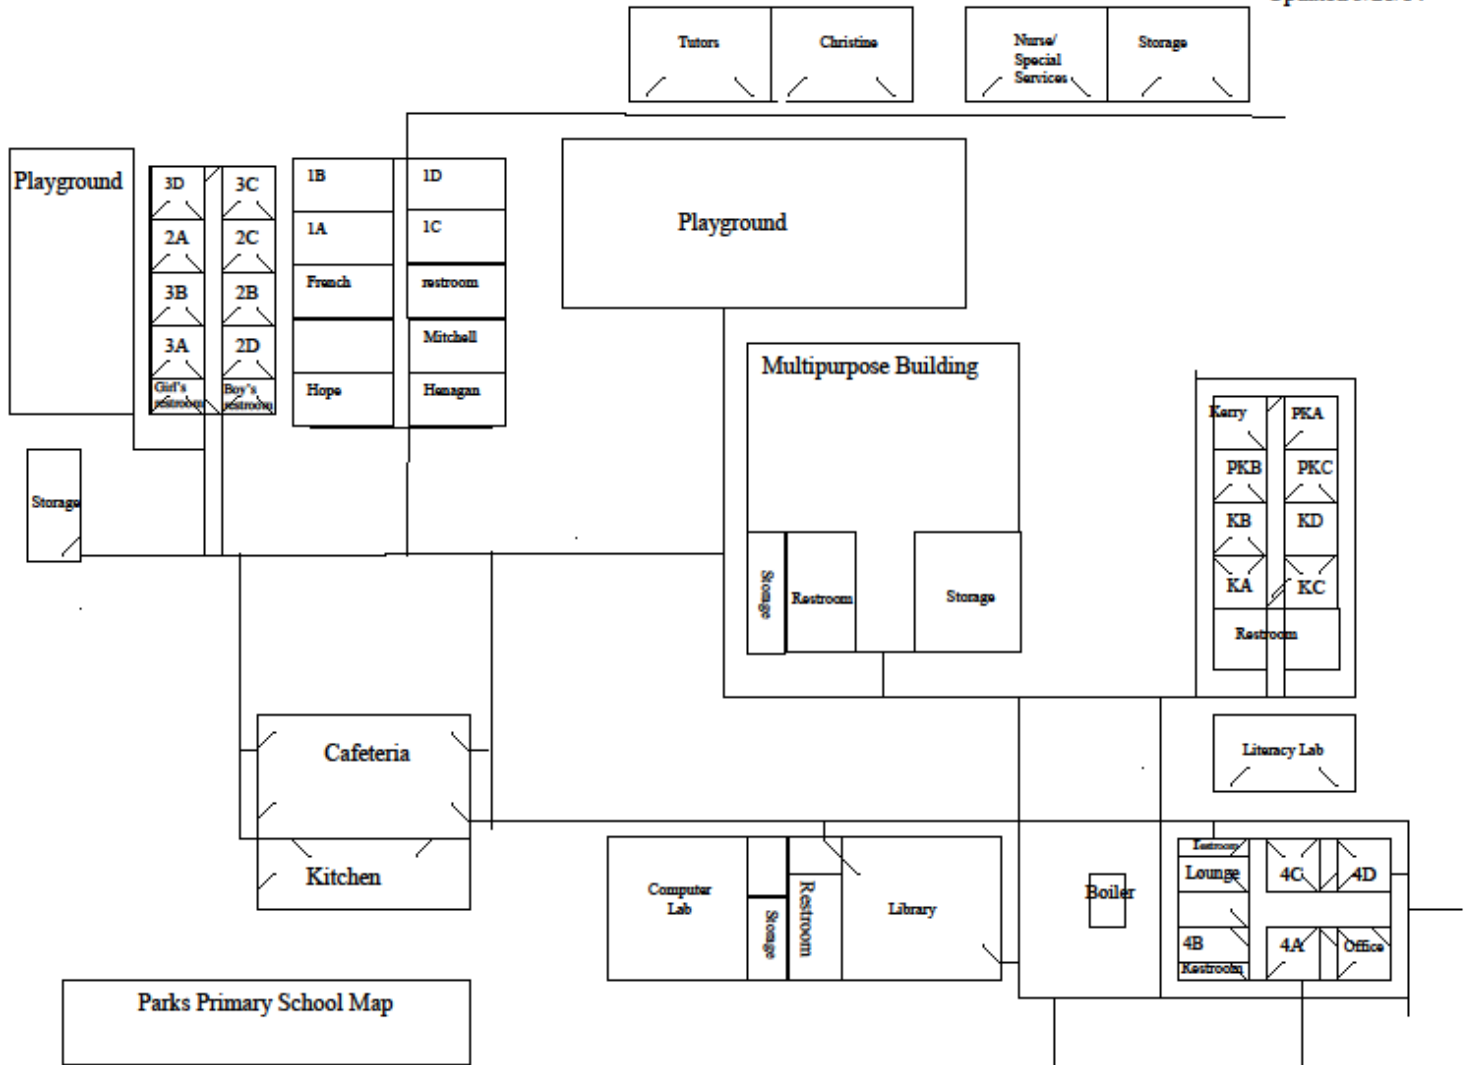 Tutors
Christine
Nurse/
Special
Services
Storage
Playground
3D
3C
2A
2C
3B
2B
3A
2D
Girl's
restroom
Boy's
restroom
1B
1D
1A
1C
French
restroom
Mitchell
Hope
Henagan
Playground
Multipurpose Building
Storage
Restroom
Storage
Storage
Kerry
PKA
PKB
PKC
KB
KD
KA
KC
Restroom
Literacy Lab
Cafeteria
Kitchen
Computer
Lab
Storage
Restroom
Library
Boiler
restroom
Lounge
4C
4D
4B
4A
Office
Restroom
Parks Primary School Map